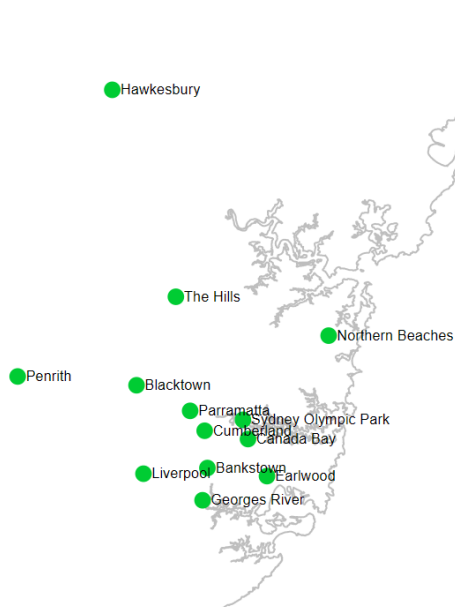 Hawkesbury
The Hills
Northern Beaches
Penrith
Blacktown
Parramatta
Sydney Olympic Park
Cumberland
Canada Bay
Liverpool
Bankstown
Earlwood
Georges River